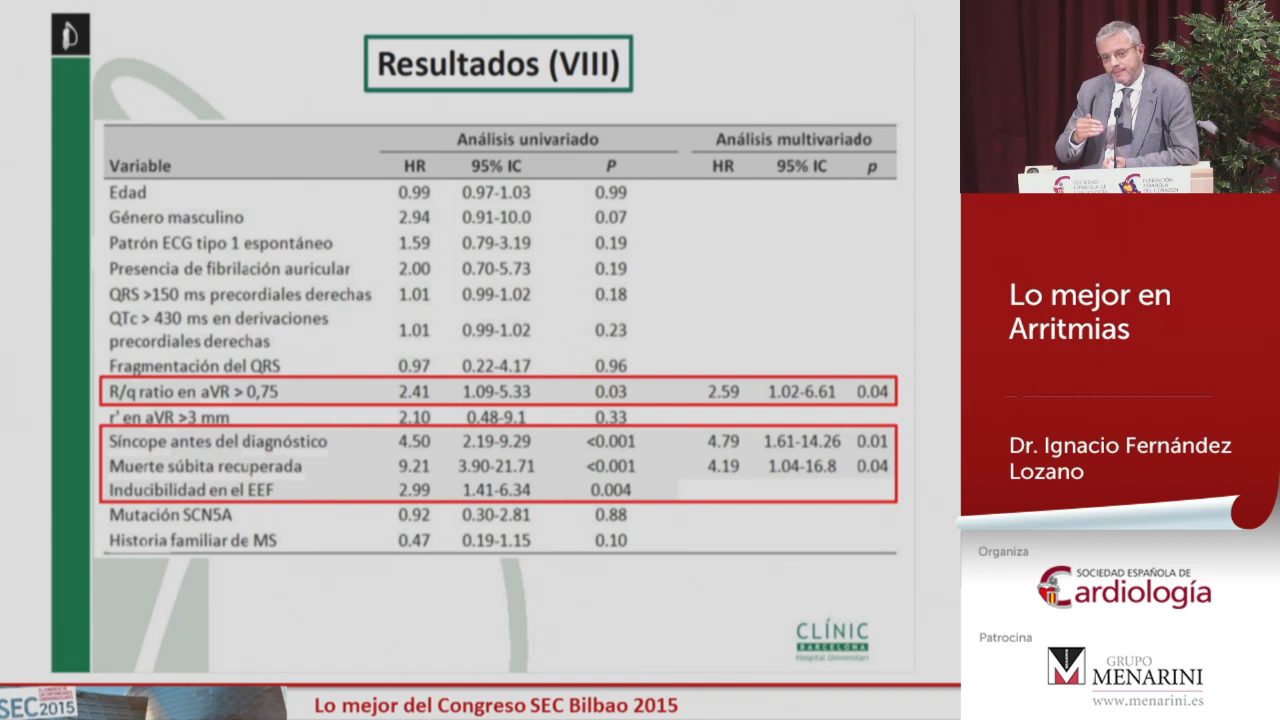 Resultados (VIII)
Análisis univariado Análisis multivariado
Variable HR 95% IC P HR 95% IC p
Edad 0.99 0.97-1.03 0.99
Género masculino 2.94 0.91-10.0 0.07
Patrón ECG tipo 1 espontáneo 1.59 0.79-3.19 0.19
Presencia de fibrilación auricular 2.00 0.70-5.73 0.19
QRS >150 ms precordiales derechas 1.01 0.99-1.02 0.18
QTc > 430 ms en derivaciones
precordiales derechas 1.01 0.99-1.02 0.23
Fragmentación del QRS 0.97 0.22-4.17 0.96
R/q ratio en aVR > 0,75 2.41 1.09-5.33 0.03 2.59 1.02-6.61 0.04
r' en aVR >3 mm 2.10 0.48-9.1 0.33
Síncope antes del diagnóstico 4.50 2.19-9.29 <0.001 4.79 1.61-14.26 0.01
Muerte súbita recuperada 9.21 3.90-21.71 <0.001 4.19 1.04-16.8 0.04
Inducibilidad en el EEF 2.99 1.41-6.34 0.004
Mutación SCN5A 0.92 0.30-2.81 0.88
Historia familiar de MS 0.47 0.19-1.15 0.10
CLÍNIC
BARCELONA
Hospital Universitari
SEC 2015
Lo mejor del Congreso SEC Bilbao 2015
SOCIEDAD
ESPAÑOLA DE
CARDIOLOGÍA
FUNDACIÓN
ESPAÑOLA
DEL CORAZÓN
Lo mejor en
Arritmias
Dr. Ignacio Fernández
Lozano
Organiza
SOCIEDAD ESPAÑOLA DE
Cardiología
Patrocina
GRUPO
MENARINI
www.menarini.es